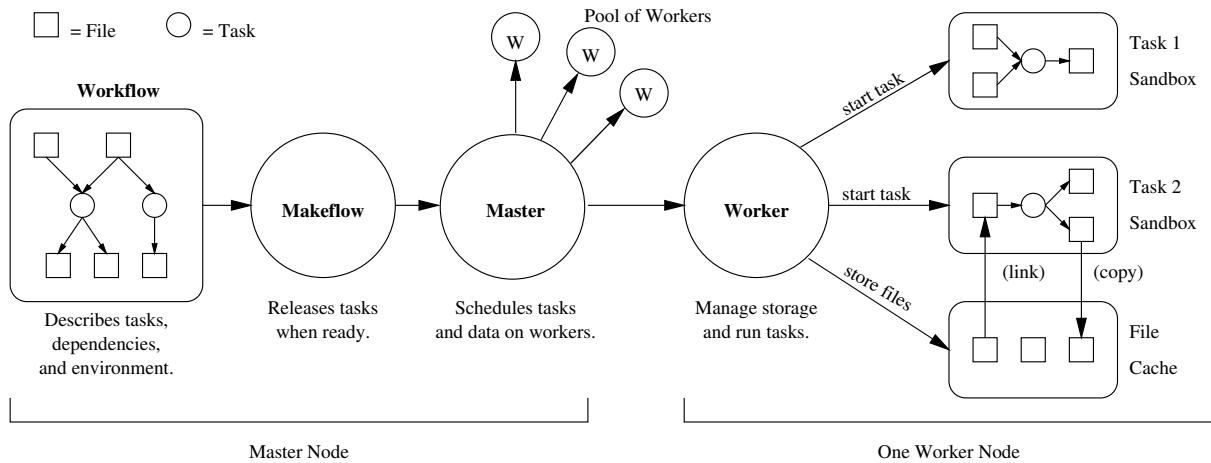 = File
= Task
Pool of Workers
W
W
W
Workflow
Describes tasks,
dependencies,
and environment.
Makeflow
Releases tasks
when ready.
Master
Schedules tasks
and data on workers.
Worker
Manage storage
and run tasks.
start task
start task
store files
Task 1
Sandbox
Task 2
Sandbox
(link)
(copy)
File
Cache
Master Node
One Worker Node